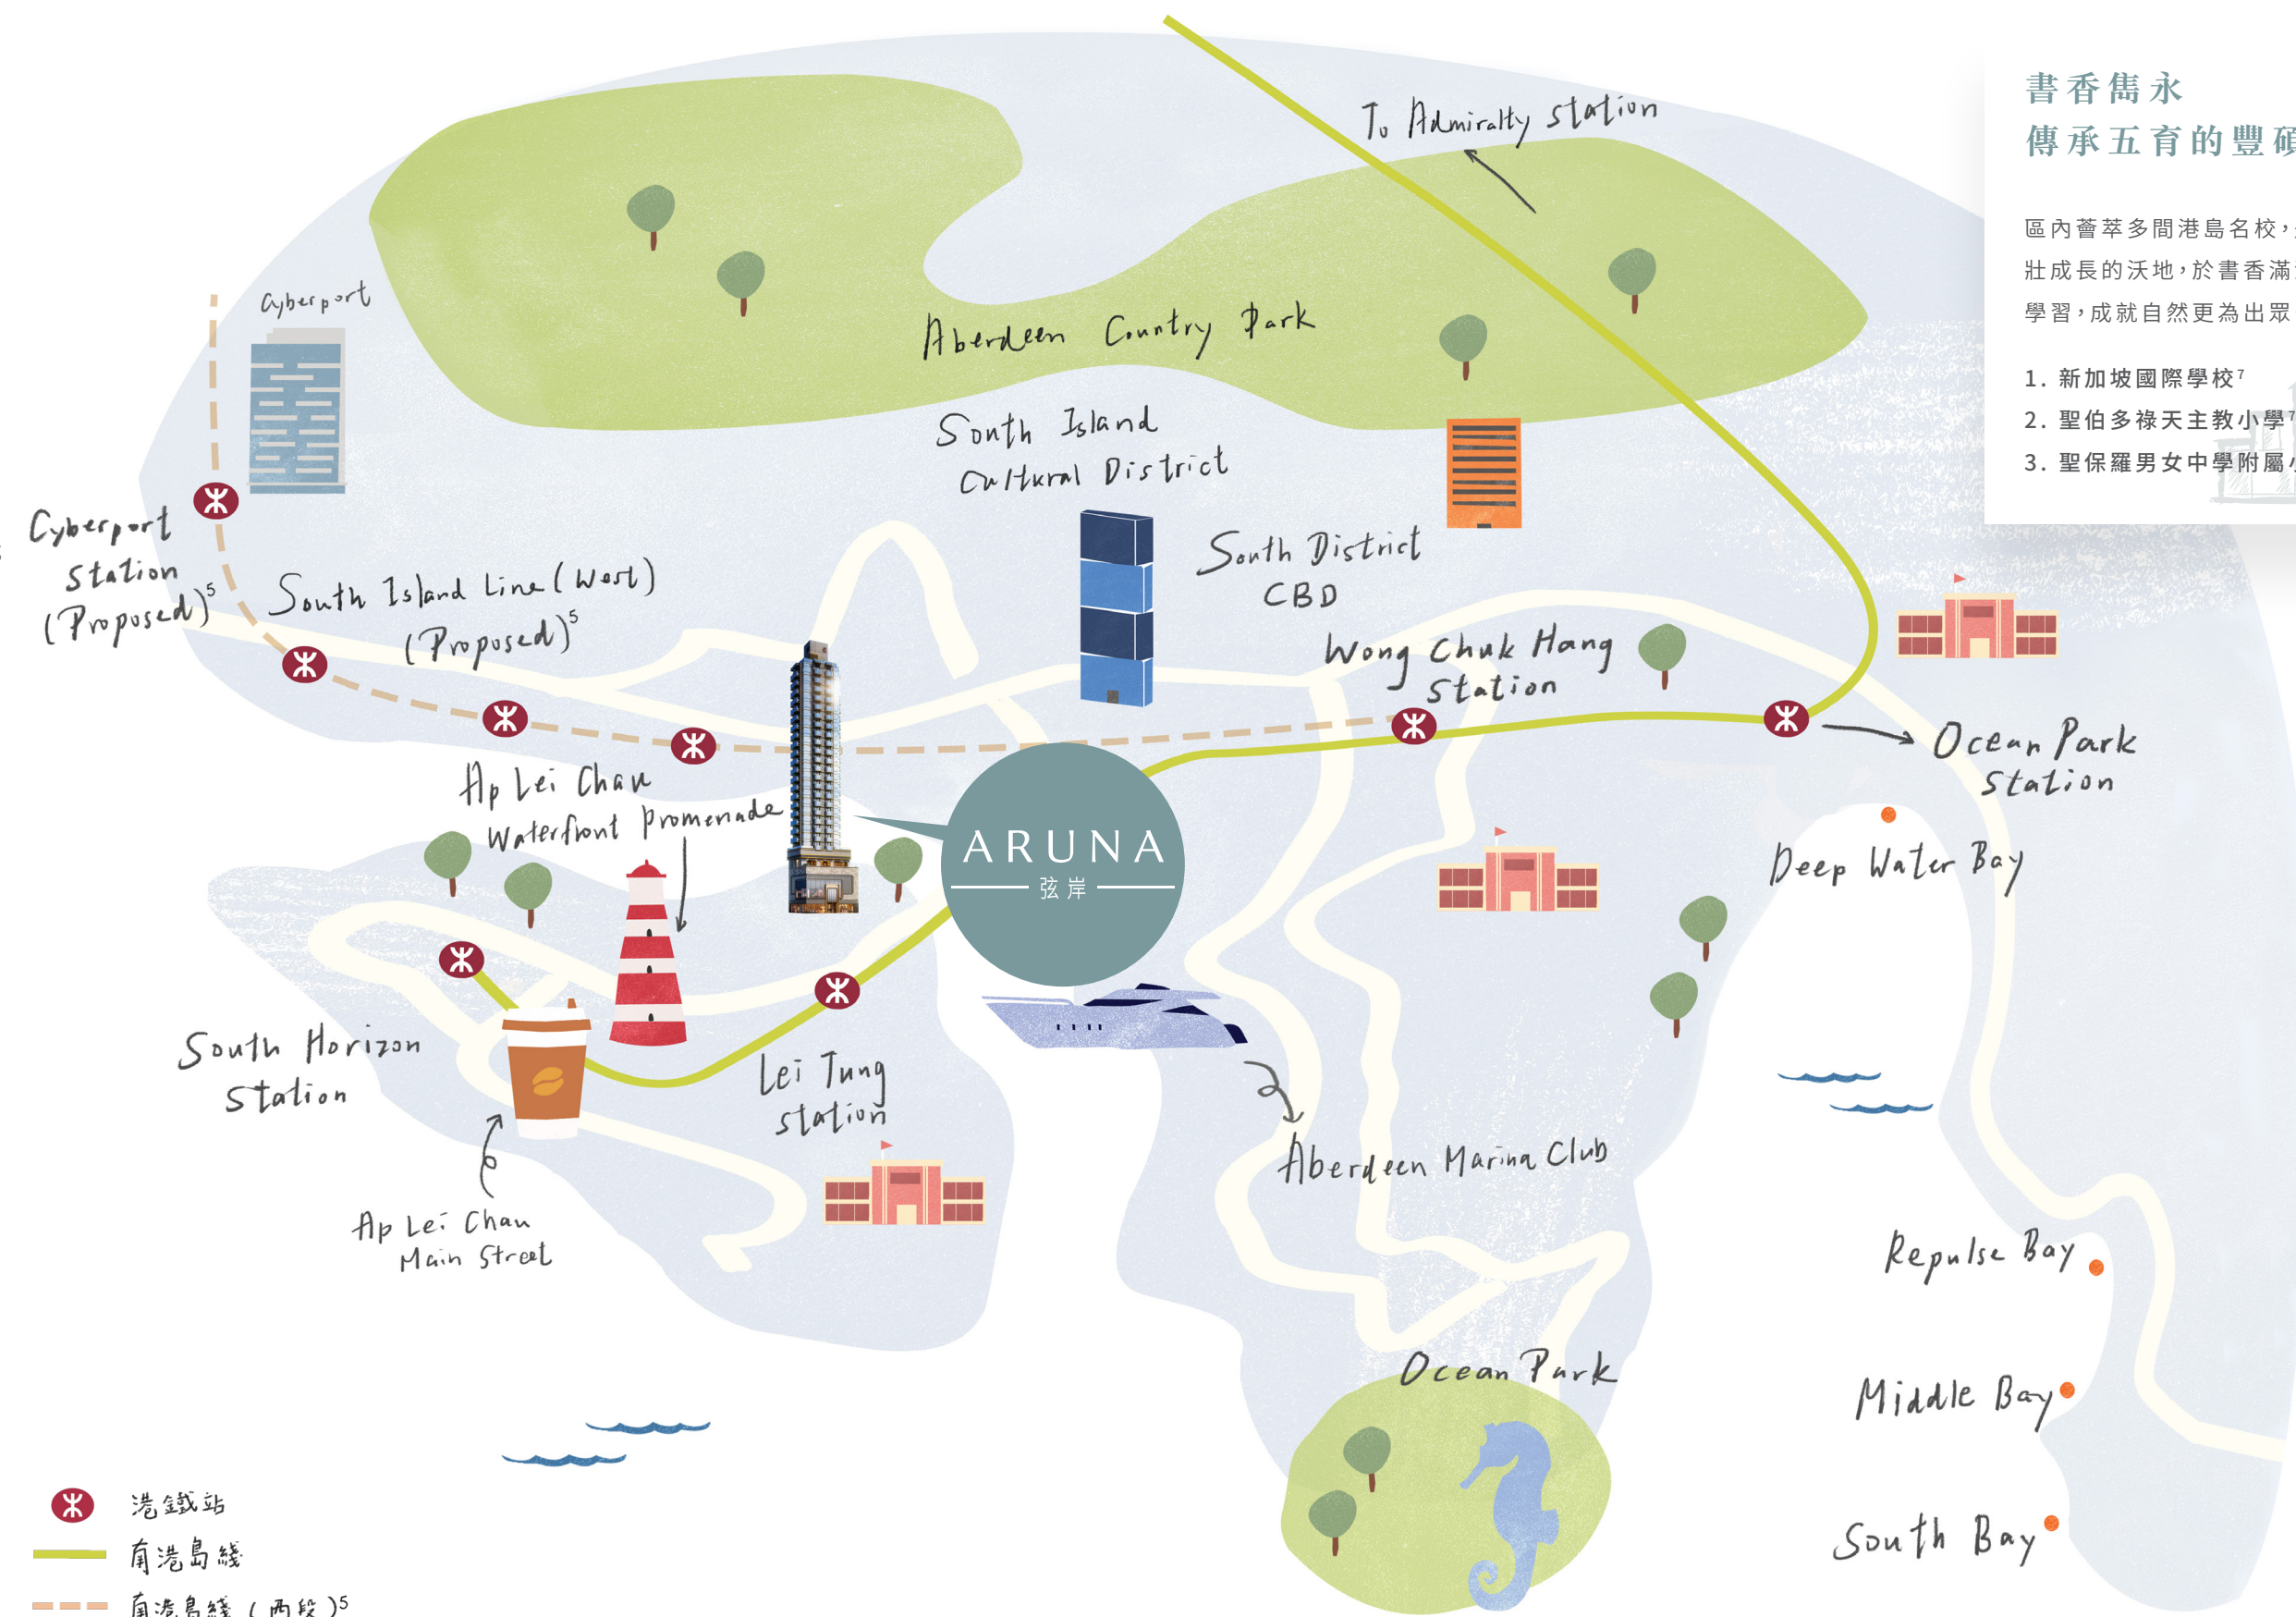 To Admiralty station
書香雋永
傳承五育的豐碩
區內薈萃多間港島名校，
壯成長的沃地，於書香滿
學習，成就自然更為出眾
1. 新加坡國際學校⁷
2. 聖伯多祿天主教小學⁷
3. 聖保羅男女中學附屬小
Cyberport
Aberdeen Country Park
South Island
Cultural District
Cyberport
Station
(Proposed)⁵
South Island Line (West)
(Proposed)⁵
South District
CBD
Wong Chuk Hang
Station
Ocean Park
Station
Ap Lei Chau
Waterfront Promenade
ARUNA
弦岸
Deep Water Bay
South Horizon
Station
Lei Tung
station
Aberdeen Marina Club
Ap Lei Chau
Main Street
Repulse Bay
Ocean Park
Middle Bay
South Bay
港鐵站
南港島綫
南港島綫 (西段)⁵